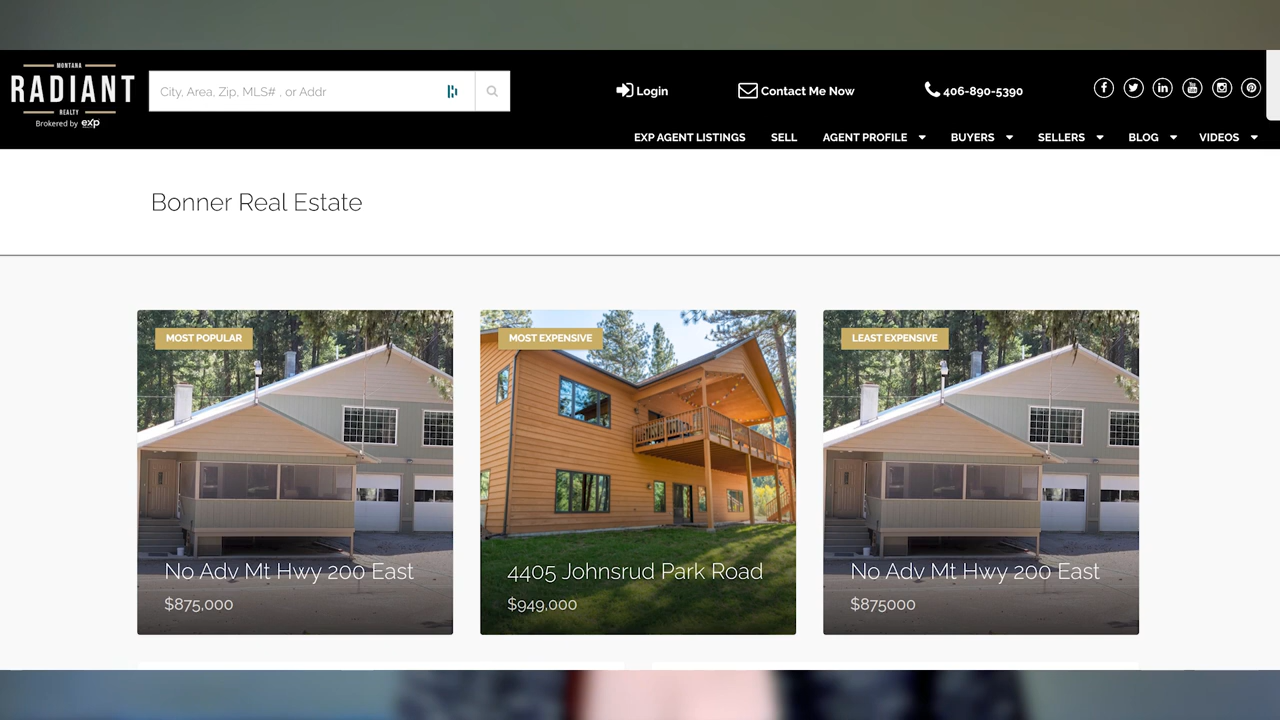 MONTANA
RADIANT
REALTY
Brokered by exp
City, Area, Zip, MLS# , or Addr
Login
Contact Me Now
406-890-5390
EXP AGENT LISTINGS SELL AGENT PROFILE BUYERS SELLERS BLOG VIDEOS
Bonner Real Estate
MOST POPULAR
No Adv Mt Hwy 200 East
$875,000
MOST EXPENSIVE
4405 Johnsrud Park Road
$949,000
LEAST EXPENSIVE
No Adv Mt Hwy 200 East
$875000